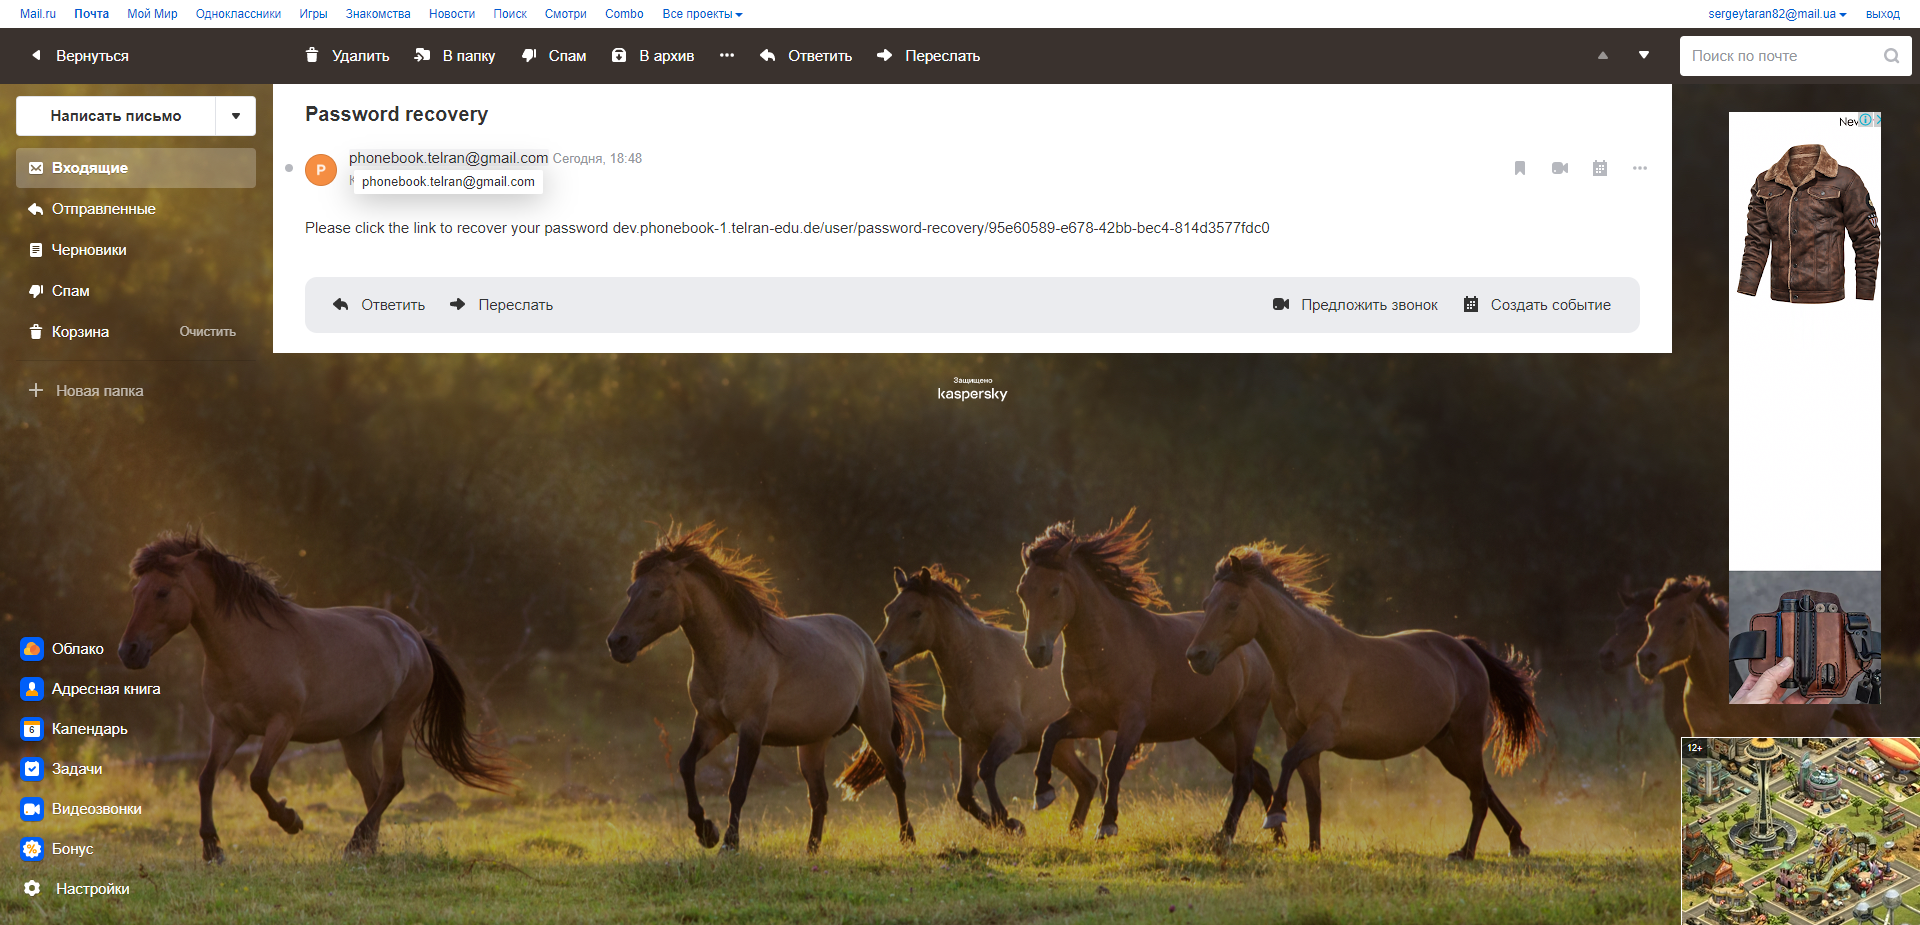 Mail.ru Почта Мой Мир Одноклассники Игры Знакомства Новости Поиск Смотри Combo Все проекты sergeytaran82@mail.ua выход
Вернуться Удалить В папку Спам В архив Ответить Переслать Поиск по почте
Написать письмо
Входящие
Отправленные
Черновики
Спам
Корзина Очистить
Новая папка
Password recovery
P phonebook.telran@gmail.com Сегодня, 18:48
phonebook.telran@gmail.com
Please click the link to recover your password dev.phonebook-1.telran-edu.de/user/password-recovery/95e60589-e678-42bb-bec4-814d3577fdc0
Ответить Переслать Предложить звонок Создать событие
Защищено
kaspersky
Облако
Адресная книга
6 Календарь
Задачи
Видеозвонки
Бонус
Настройки
12+